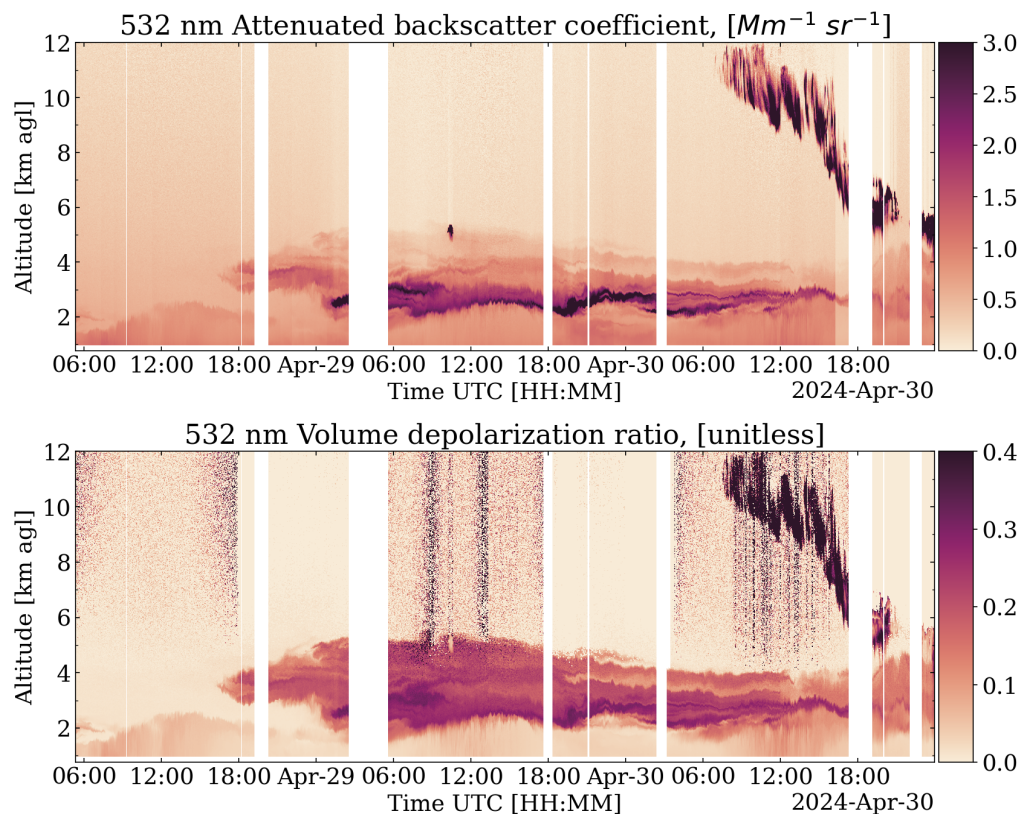 532 nm Attenuated backscatter coefficient, [Mm⁻¹ sr⁻¹]
Altitude [km agl]
12
10
8
6
4
2
3.0
2.5
2.0
1.5
1.0
0.5
0.0
06:00 12:00 18:00 Apr-29 06:00 12:00 18:00 Apr-30 06:00 12:00 18:00
Time UTC [HH:MM]
2024-Apr-30
532 nm Volume depolarization ratio, [unitless]
Altitude [km agl]
12
10
8
6
4
2
0.4
0.3
0.2
0.1
0.0
06:00 12:00 18:00 Apr-29 06:00 12:00 18:00 Apr-30 06:00 12:00 18:00
Time UTC [HH:MM]
2024-Apr-30